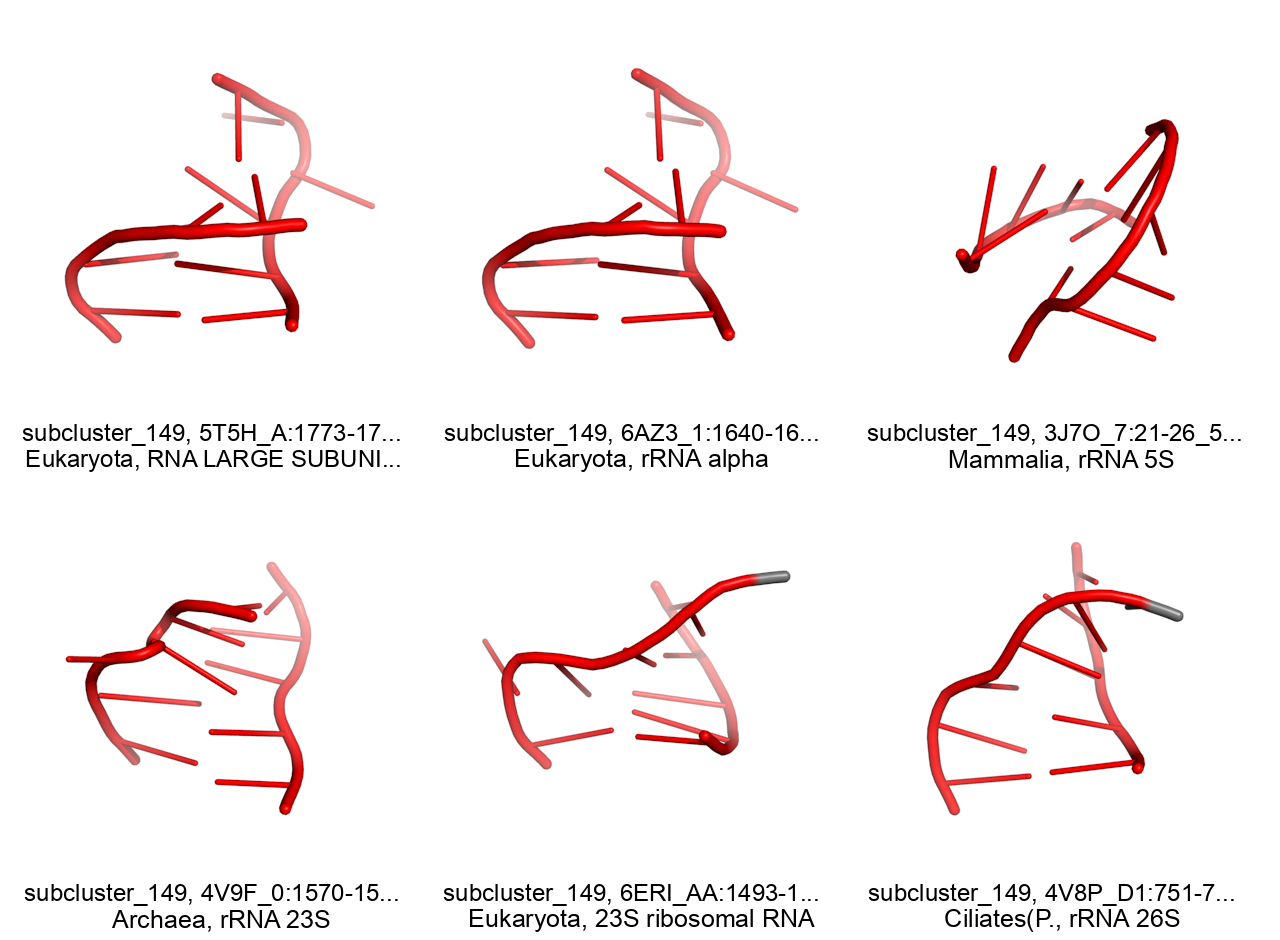 subcluster_149, 5T5H_A:1773-17...
Eukaryota, RNA LARGE SUBUNI...
subcluster_149, 6AZ3_1:1640-16...
Eukaryota, rRNA alpha
subcluster_149, 3J7O_7:21-26_5...
Mammalia, rRNA 5S
subcluster_149, 4V9F_0:1570-15...
Archaea, rRNA 23S
subcluster_149, 6ERI_AA:1493-1...
Eukaryota, 23S ribosomal RNA
subcluster_149, 4V8P_D1:751-7...
Ciliates(P., rRNA 26S